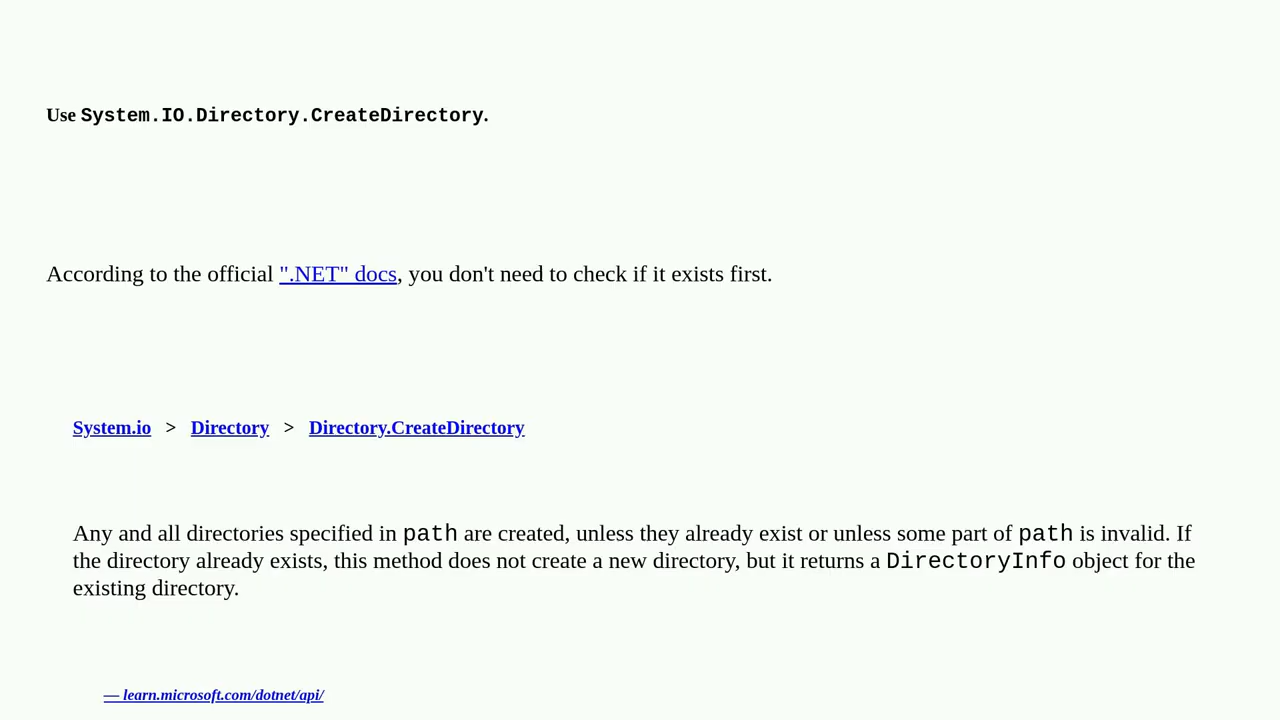 Use System.IO.Directory.CreateDirectory.
According to the official ".NET" docs, you don't need to check if it exists first.
System.io > Directory > Directory.CreateDirectory
Any and all directories specified in path are created, unless they already exist or unless some part of path is invalid. If
the directory already exists, this method does not create a new directory, but it returns a DirectoryInfo object for the
existing directory.
— learn.microsoft.com/dotnet/api/